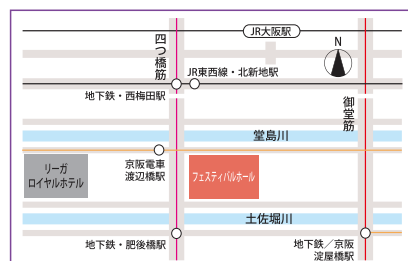 JR大阪駅
四つ橋筋
N
JR東西線・北新地駅
地下鉄・西梅田駅
御堂筋
堂島川
京阪電車
渡辺橋駅
リーガ
ロイヤルホテル
フェスティバルホール
土佐堀川
地下鉄・肥後橋駅
地下鉄／京阪
淀屋橋駅